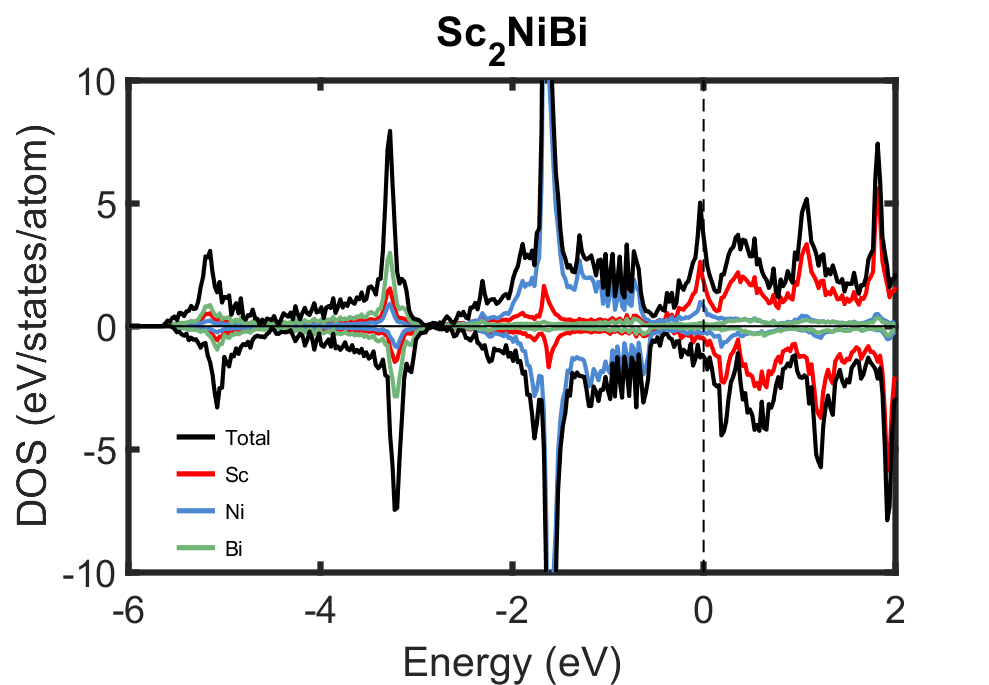 Sc₂NiBi
10
5
0
-5
-10
DOS (eV/states/atom)
Total
Sc
Ni
Bi
-6
-4
-2
0
2
Energy (eV)